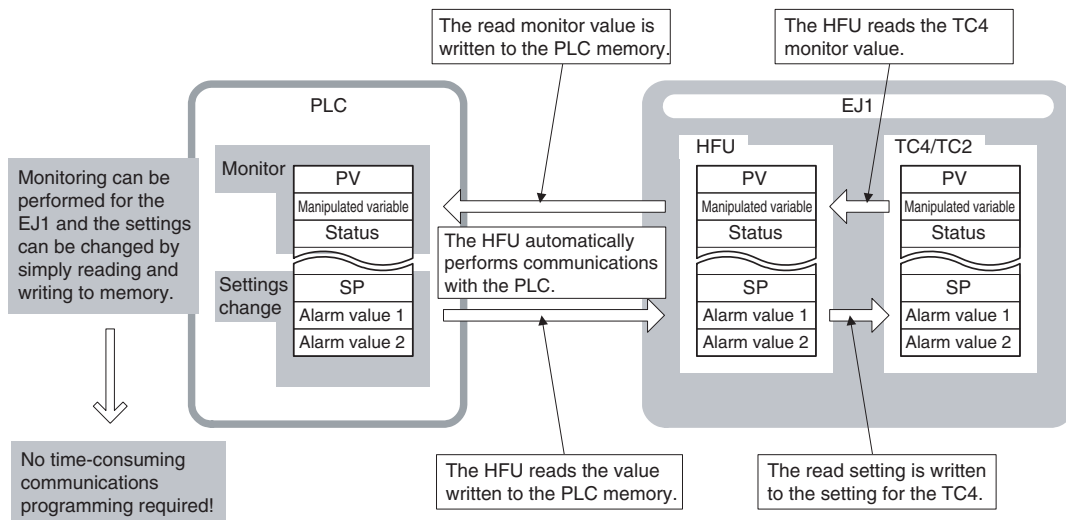 The read monitor value is
written to the PLC memory.
The HFU reads the TC4
monitor value.
PLC
EJ1
Monitoring can be
performed for the
EJ1 and the settings
can be changed by
simply reading and
writing to memory.
Monitor
PV
Manipulated variable
Status
Settings
change
SP
Alarm value 1
Alarm value 2
The HFU automatically
performs communications
with the PLC.
HFU
PV
Manipulated variable
Status
SP
Alarm value 1
Alarm value 2
TC4/TC2
PV
Manipulated variable
Status
SP
Alarm value 1
Alarm value 2
No time-consuming
communications
programming required!
The HFU reads the value
written to the PLC memory.
The read setting is written
to the setting for the TC4.